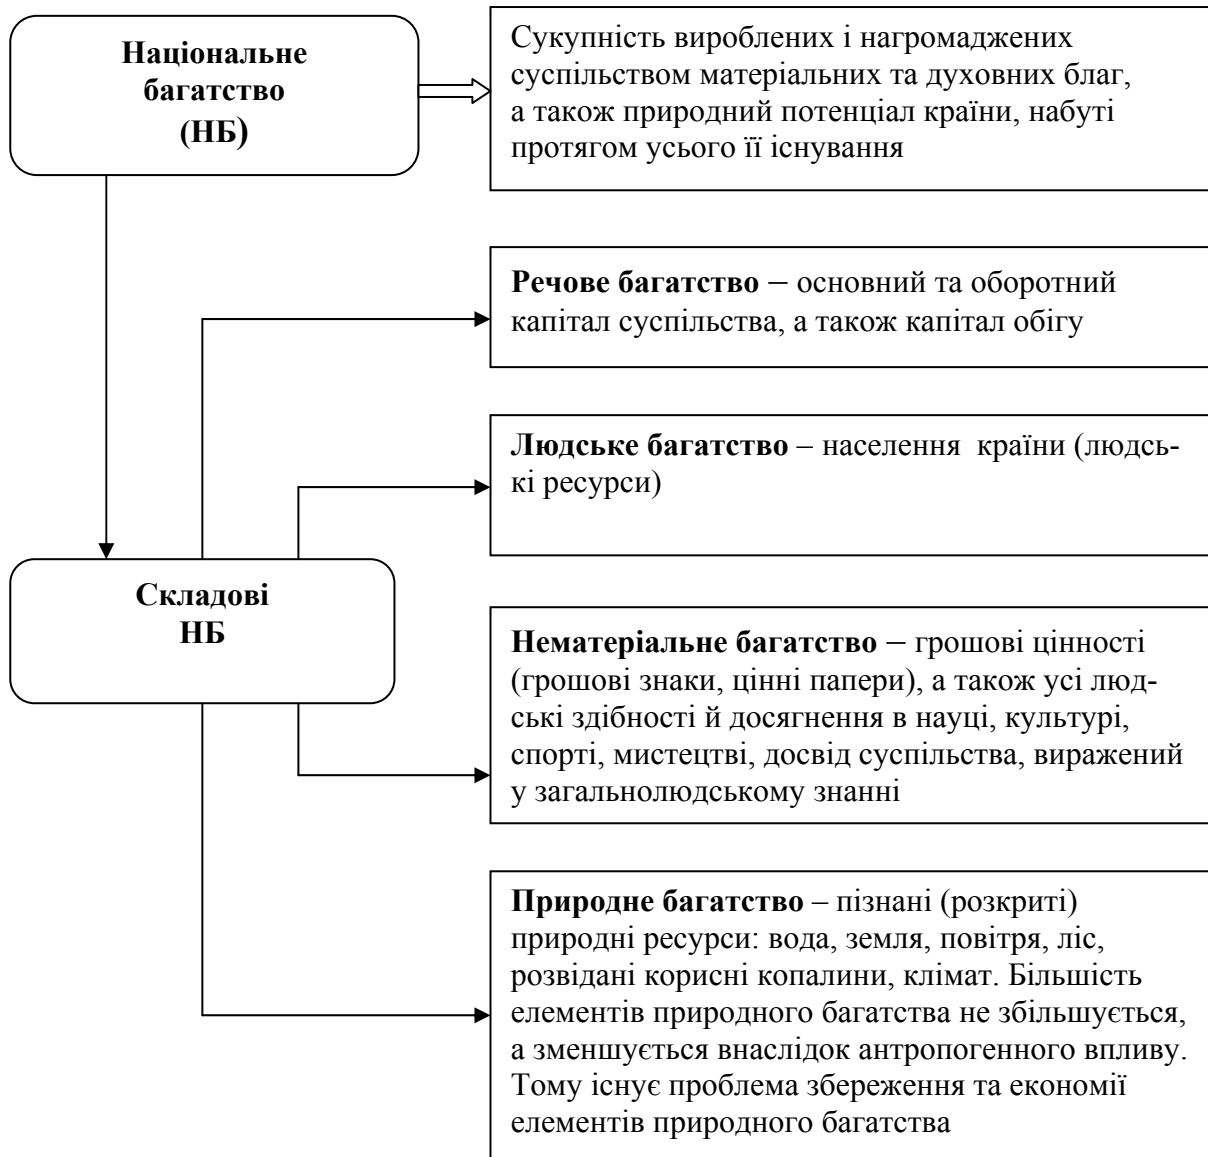 Національне
багатство
(НБ)
Сукупність вироблених і нагромаджених
суспільством матеріальних та духовних благ,
а також природний потенціал країни, набуті
протягом усього її існування
Речове багатство – основний та оборотний
капітал суспільства, а також капітал обігу
Людське багатство – населення країни (людсь-
кі ресурси)
Складові
НБ
Нематеріальне багатство – грошові цінності
(грошові знаки, цінні папери), а також усі люд-
ські здібності й досягнення в науці, культурі,
спорті, мистецтві, досвід суспільства, виражений
у загальнолюдському знанні
Природне багатство – пізнані (розкриті)
природні ресурси: вода, земля, повітря, ліс,
розвідані корисні копалини, клімат. Більшість
елементів природного багатства не збільшується,
а зменшується внаслідок антропогенного впливу.
Тому існує проблема збереження та економії
елементів природного багатства